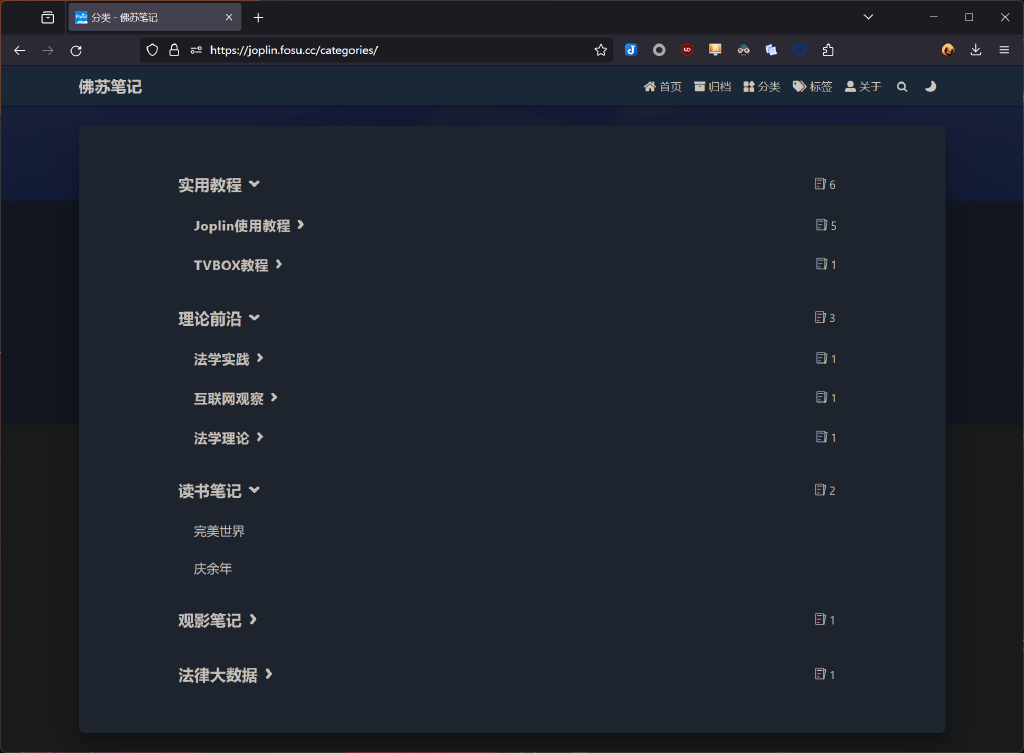 分类 - 佛苏笔记
https://joplin.fosu.cc/categories/
佛苏笔记
首页 归档 分类 标签 关于
实用教程 6
Joplin使用教程 5
TVBOX教程 1
理论前沿 3
法学实践 1
互联网观察 1
法学理论 1
读书笔记 2
完美世界
庆余年
观影笔记 1
法律大数据 1